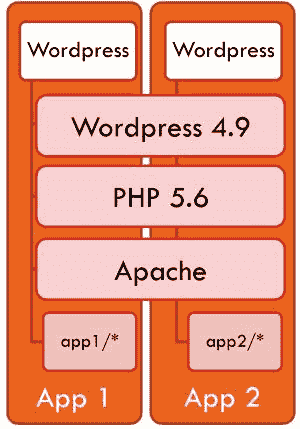 Wordpress
Wordpress
Wordpress 4.9
PHP 5.6
Apache
app1/*
app2/*
App 1
App 2